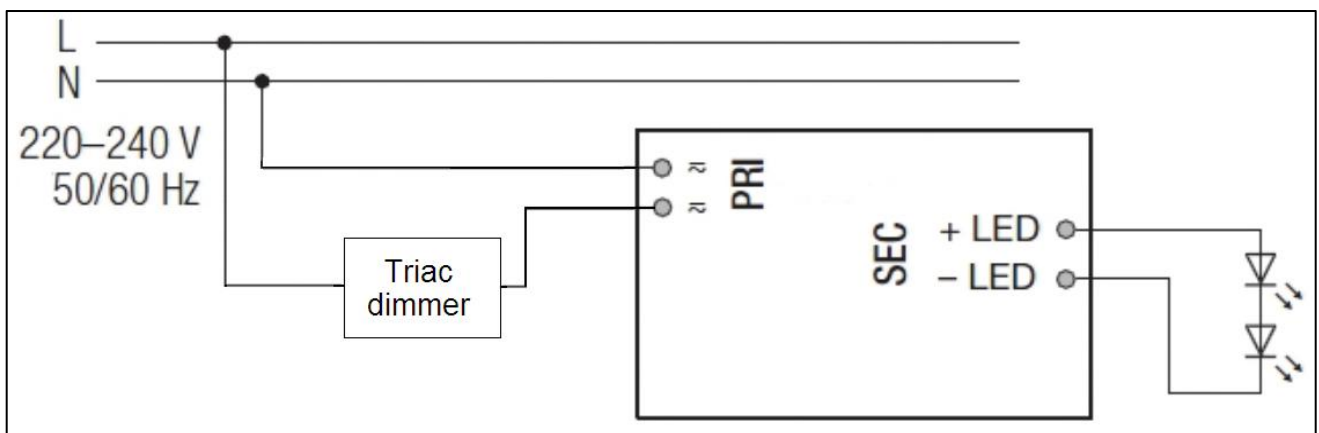 L
N
220–240 V
50/60 Hz
Triac
dimmer
≂
≂
PRI
SEC
+ LED
– LED